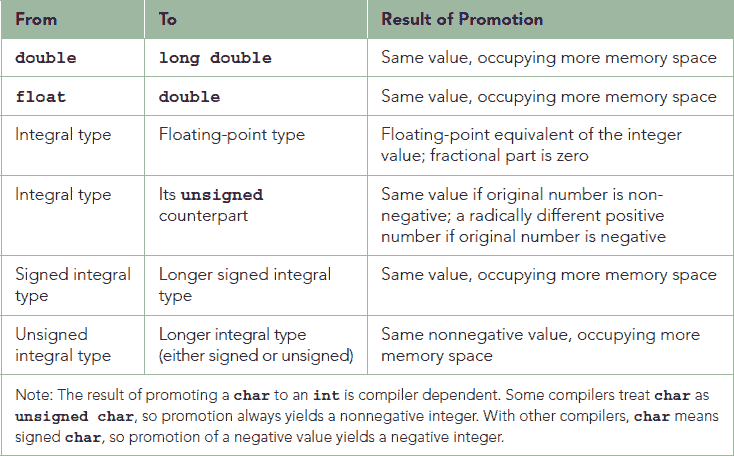 From To Result of Promotion
double long double Same value, occupying more memory space
float double Same value, occupying more memory space
Integral type Floating-point type Floating-point equivalent of the integer
value; fractional part is zero
Integral type Its unsigned Same value if original number is non-
counterpart negative; a radically different positive
number if original number is negative
Signed integral Longer signed integral Same value, occupying more memory space
type type
Unsigned Longer integral type Same nonnegative value, occupying more
integral type (either signed or unsigned) memory space
Note: The result of promoting a char to an int is compiler dependent. Some compilers treat char as
unsigned char, so promotion always yields a nonnegative integer. With other compilers, char means
signed char, so promotion of a negative value yields a negative integer.